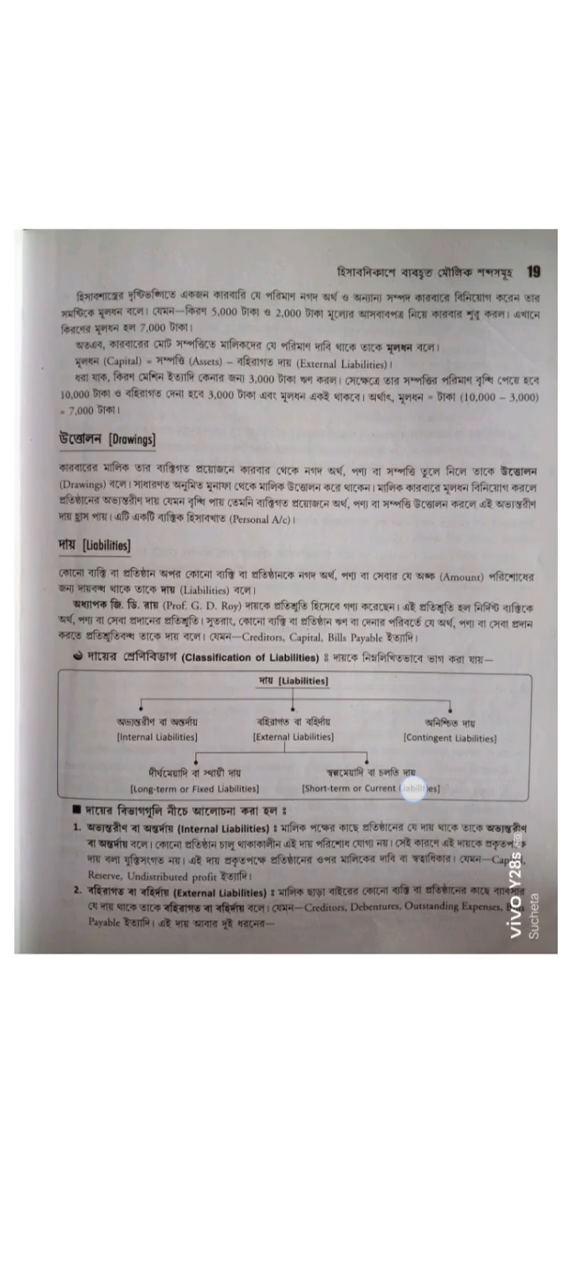 হিসাবনিকাশে ব্যবহৃত মৌলিক শব্দসমূহ 19
হিসাবশাস্ত্রের দৃষ্টিভঙ্গিতে একজন কারবারি যে পরিমাণ নগদ অর্থ ও অন্যান্য সম্পদ কারবারে বিনিয়োগ করেন তার
সমষ্টিকে মূলধন বলে। যেমন—কিরণ 5,000 টাকা ও 2,000 টাকা মূল্যের আসবাবপত্র নিয়ে কারবার শুরু করল। এখানে
কিরণের মূলধন হল 7,000 টাকা।
অতএব, কারবারের মোট সম্পত্তিতে মালিকদের যে পরিমাণ দাবি থাকে তাকে মূলধন বলে।
মূলধন (Capital) = সম্পত্তি (Assets) – বহিরাগত দায় (External Liabilities)।
ধরা যাক, কিরণ মেশিন ইত্যাদি কেনার জন্য 3,000 টাকা ঋণ করল। সেক্ষেত্রে তার সম্পত্তির পরিমাণ বৃদ্ধি পেয়ে হবে
10,000 টাকা ও বহিরাগত দেনা হবে 3,000 টাকা এবং মূলধন একই থাকবে। অর্থাৎ, মূলধন = টাকা (10,000 – 3,000)
= 7,000 টাকা।
উত্তোলন [Drawings]
কারবারের মালিক তার ব্যক্তিগত প্রয়োজনে কারবার থেকে নগদ অর্থ, পণ্য বা সম্পত্তি তুলে নিলে তাকে উত্তোলন
(Drawings) বলে। সাধারণত অনুমিত মুনাফা থেকে মালিক উত্তোলন করে থাকেন। মালিক কারবারে মূলধন বিনিয়োগ করলে
প্রতিষ্ঠানের অভ্যন্তরীণ দায় যেমন বৃদ্ধি পায় তেমনি ব্যক্তিগত প্রয়োজনে অর্থ, পণ্য বা সম্পত্তি উত্তোলন করলে এই অভ্যন্তরীণ
দায় হ্রাস পায়। এটি একটি ব্যক্তিক হিসাবখাত (Personal A/c)।
দায় [Liabilities]
কোনো ব্যক্তি বা প্রতিষ্ঠান অপর কোনো ব্যক্তি বা প্রতিষ্ঠানকে নগদ অর্থ, পণ্য বা সেবার যে অঙ্ক (Amount) পরিশোধের
জন্য দায়বদ্ধ থাকে তাকে দায় (Liabilities) বলে।
অধ্যাপক জি. ডি. রায় (Prof. G. D. Roy) দায়কে প্রতিশ্রুতি হিসেবে গণ্য করেছেন। এই প্রতিশ্রুতি হল নির্দিষ্ট ব্যক্তিকে
অর্থ, পণ্য বা সেবা প্রদানের প্রতিশ্রুতি। সুতরাং, কোনো ব্যক্তি বা প্রতিষ্ঠান ঋণ বা দেনার পরিবর্তে যে অর্থ, পণ্য বা সেবা প্রদান
করতে প্রতিশ্রুতিবদ্ধ তাকে দায় বলে। যেমন—Creditors, Capital, Bills Payable ইত্যাদি।
দায়ের শ্রেণিবিভাগ (Classification of Liabilities) ঃ দায়কে নিম্নলিখিতভাবে ভাগ করা যায়—
দায় [Liabilities]
অভ্যন্তরীণ বা অন্তর্দায় বহিরাগত বা বহির্দায় অনিশ্চিত দায়
[Internal Liabilities] [External Liabilities] [Contingent Liabilities]
দীর্ঘমেয়াদি বা স্থায়ী দায় স্বল্পমেয়াদি বা চলতি দায়
[Long-term or Fixed Liabilities] [Short-term or Current Liabilities]
■ দায়ের বিভাগগুলি নীচে আলোচনা করা হল ঃ
1. অভ্যন্তরীণ বা অন্তর্দায় (Internal Liabilities) ঃ মালিক পক্ষের কাছে প্রতিষ্ঠানের যে দায় থাকে তাকে অভ্যন্তরীণ
বা অন্তর্দায় বলে। কোনো প্রতিষ্ঠান চালু থাকাকালীন এই দায় পরিশোধ যোগ্য নয়। সেই কারণে এই দায়কে প্রকৃতপক্ষে
দায় বলা যুক্তিসংগত নয়। এই দায় প্রকৃতপক্ষে প্রতিষ্ঠানের ওপর মালিকের দাবি বা স্বত্বাধিকার। যেমন—
Reserve, Undistributed profit ইত্যাদি।
2. বহিরাগত বা বহির্দায় (External Liabilities) ঃ মালিক ছাড়া বাইরের কোনো ব্যক্তি বা প্রতিষ্ঠানের কাছে ব্যাবসার
যে দায় থাকে তাকে বহিরাগত বা বহির্দায় বলে। যেমন—Creditors, Debentures, Outstanding Expenses,
Payable ইত্যাদি। এই দায় আবার দুই ধরনের—
vivo Y28s
Sucheta